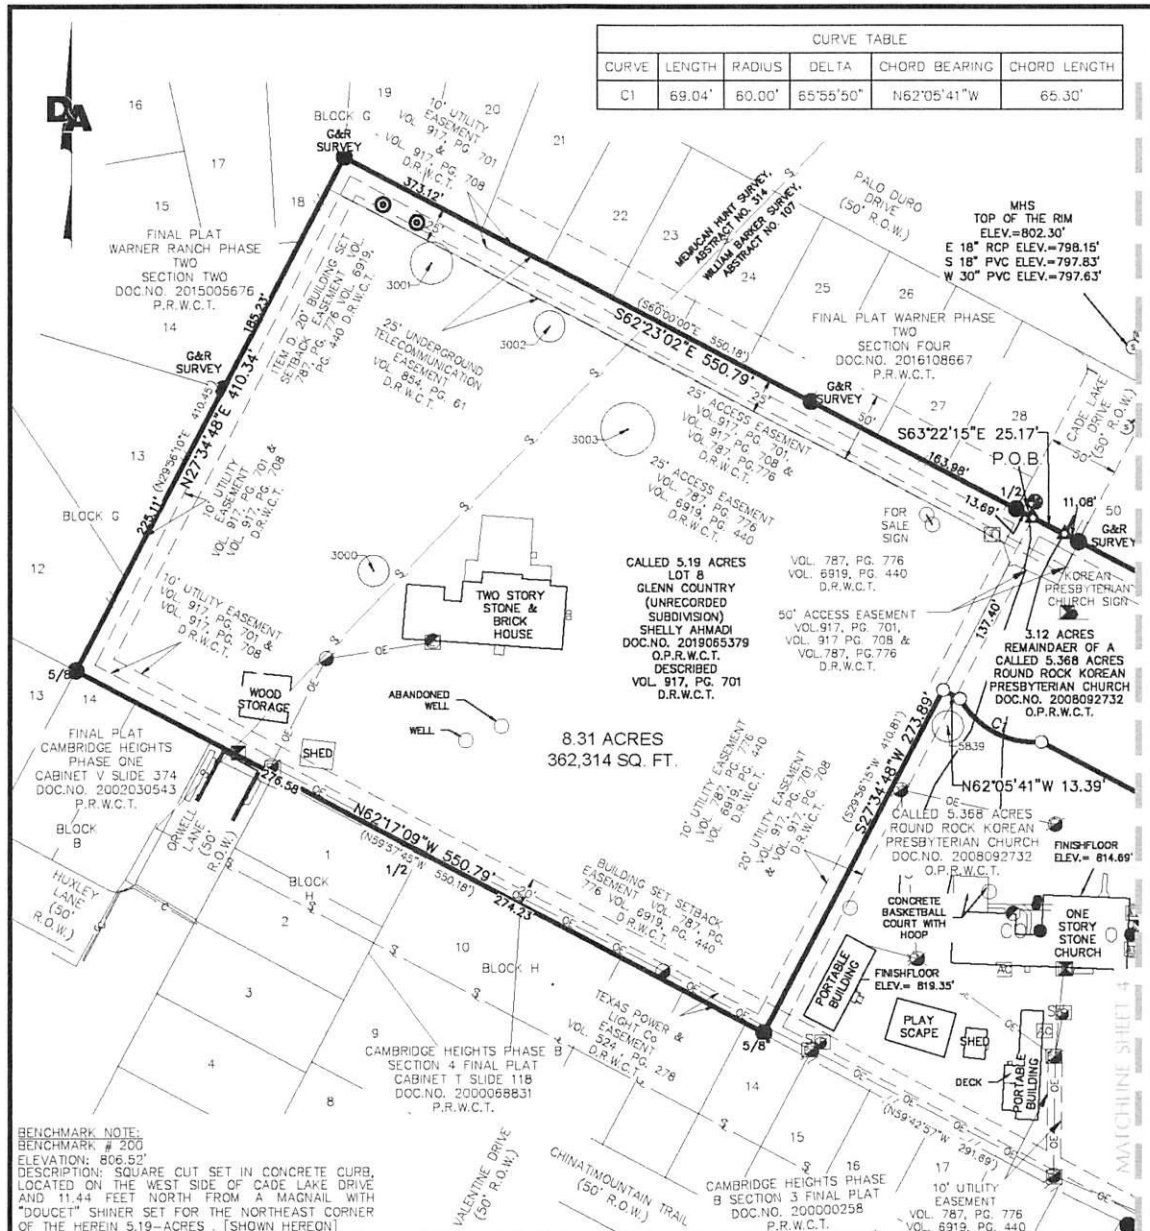 CURVE TABLE
CURVE LENGTH RADIUS DELTA CHORD BEARING CHORD LENGTH
C1 69.04' 60.00' 65°55'50" N62°05'41"W 65.30'
DA
16
17
15
14
13
12
18
19
20
21
22
23
24
25
26
27
28
50
BLOCK G
G&R
SURVEY
10' UTILITY
EASEMENT
VOL. 917, PG. 701
&
VOL. 917, PG. 708
D.R.W.C.T.
373.12'
25'
MEMUCAN HUNT SURVEY,
ABSTRACT NO. 314
WILLIAM BARKER SURVEY,
ABSTRACT NO. 107
PALO DURO
DRIVE
(50' R.O.W.)
MHS
TOP OF THE RIM
ELEV.=802.30'
E 18" RCP ELEV.=798.15'
S 18" PVC ELEV.=797.83'
W 30" PVC ELEV.=797.63'
FINAL PLAT
WARNER RANCH PHASE
TWO
SECTION TWO
DOC.NO. 2015005676
P.R.W.C.T.
185.23'
G&R
SURVEY
ITEM D, 20' BUILDING SET
SETBACK EASEMENT VOL.
787, PG. 776 VOL. 6919,
PG. 440 D.R.W.C.T.
25' UNDERGROUND
TELECOMMUNICATION
EASEMENT
VOL. 854, PG. 61
D.R.W.C.T.
3001
3002
3003
3000
(S60°00'00"E 550.18')
S62°23'02"E 550.79'
FINAL PLAT WARNER PHASE
TWO
SECTION FOUR
DOC.NO. 2016108667
P.R.W.C.T.
G&R
SURVEY
25'
50'
163.98'
S63°22'15"E 25.17'
P.O.B.
1/2
13.69'
11.08'
CADE LAKE
DRIVE
50'(50' R.O.W.)
G&R
SURVEY
N27°34'48"E 410.34'
(N29°56'10"E 410.45')
225.11'
10' UTILITY
EASEMENT
VOL. 917, PG. 701 &
VOL. 917, PG. 708
D.R.W.C.T.
BLOCK G
25' ACCESS EASEMENT
VOL.917, PG. 701,
VOL. 917 PG. 708 &
VOL. 787, PG.776
D.R.W.C.T.
25' ACCESS EASEMENT
VOL. 787, PG. 776
VOL. 6919, PG. 440
D.R.W.C.T.
FOR
SALE
SIGN
CALLED 5.19 ACRES
LOT 8
GLENN COUNTRY
(UNRECORDED
SUBDIVISION)
SHELLY AHMADI
DOC.NO. 2019065379
O.P.R.W.C.T.
DESCRIBED
VOL. 917, PG. 701
D.R.W.C.T.
VOL. 787, PG. 776
VOL. 6919, PG. 440
D.R.W.C.T.
50' ACCESS EASEMENT
VOL.917, PG. 701,
VOL. 917 PG. 708 &
VOL. 787, PG.776
D.R.W.C.T.
137.40'
KOREAN
PRESBYTERIAN
CHURCH SIGN
3.12 ACRES
REMAINDAER OF A
CALLED 5.368 ACRES
ROUND ROCK KOREAN
PRESBYTERIAN CHURCH
DOC.NO. 2008092732
O.P.R.W.C.T.
10' UTILITY EASEMENT
VOL. 917, PG. 701 &
VOL. 917, PG. 708
D.R.W.C.T.
TWO STORY
STONE &
BRICK
HOUSE
OE
5/8
13
14
WOOD
STORAGE
OE
ABANDONED
WELL
WELL
SHED
8.31 ACRES
362,314 SQ. FT.
C1
5839
N62°05'41"W 13.39'
FINAL PLAT
CAMBRIDGE HEIGHTS
PHASE ONE
CABINET V SLIDE 374
DOC.NO. 2002030543
P.R.W.C.T.
BLOCK
B
ORWELL
LANE
(50'
R.O.W.)
HUXLEY
LANE
(50'
R.O.W.)
276.58
N62°17'09"W 550.79'
(N59°37'45"W 550.18')
1/2
274.23
20'
10' UTILITY EASEMENT
VOL. 787, PG. 776
VOL. 6919, PG. 440
D.R.W.C.T.
&
20' UTILITY EASEMENT
VOL. 917, PG. 701
VOL. 917, PG. 708
D.R.W.C.T.
(S29°56'15"W 410.81')
S27°34'48"W 273.89'
CALLED 5.368 ACRES
ROUND ROCK KOREAN
PRESBYTERIAN CHURCH
DOC.NO. 2008092732
O.P.R.W.C.T.
FINISHFLOOR
ELEV.= 814.69'
BUILDING SET SETBACK
EASEMENT VOL. 787, PG.
776 VOL. 6919, PG. 440
D.R.W.C.T.
CONCRETE
BASKETBALL
COURT WITH
HOOP
ONE
STORY
STONE
CHURCH
AC
FINISHFLOOR
ELEV.= 819.35'
PORTABLE
BUILDING
PLAY
SCAPE
SHED
DECK
PORTABLE
BUILDING
AC
OE
1
BLOCK
H
2
3
4
10
BLOCK H
9
8
TEXAS POWER &
LIGHT Co
EASEMENT
VOL. 524, PG. 278
D.R.W.C.T.
5/8
CAMBRIDGE HEIGHTS PHASE B
SECTION 4 FINAL PLAT
CABINET T SLIDE 118
DOC.NO. 2000068831
P.R.W.C.T.
14
15
16
17
(N59°42'57"W 291.69')
MATCHLINE SHEET 4
VALENTINE DRIVE
(50' R.O.W.)
CHINATIMOUNTAIN TRAIL
(50' R.O.W.)
CAMBRIDGE HEIGHTS PHASE
B SECTION 3 FINAL PLAT
DOC.NO. 200000258
P.R.W.C.T.
10' UTILITY
EASEMENT
VOL. 787, PG. 776
VOL. 6919, PG. 440
BENCHMARK NOTE:
BENCHMARK # 200
ELEVATION: 806.52'
DESCRIPTION: SQUARE CUT SET IN CONCRETE CURB,
LOCATED ON THE WEST SIDE OF CADE LAKE DRIVE
AND 11.44 FEET NORTH FROM A MAGNAIL WITH
"DOUCET" SHINER SET FOR THE NORTHEAST CORNER
OF THE HEREIN 5.19-ACRES . [SHOWN HEREON]